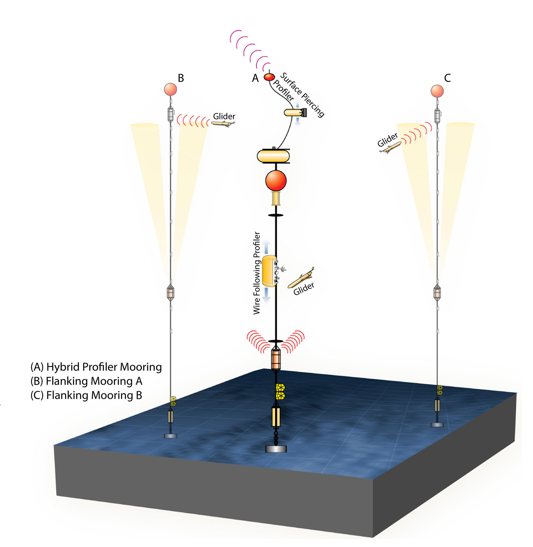 B
A
C
Surface Piercing
Profiler
Glider
Glider
Wire Following Profiler
Glider
(A) Hybrid Profiler Mooring
(B) Flanking Mooring A
(C) Flanking Mooring B